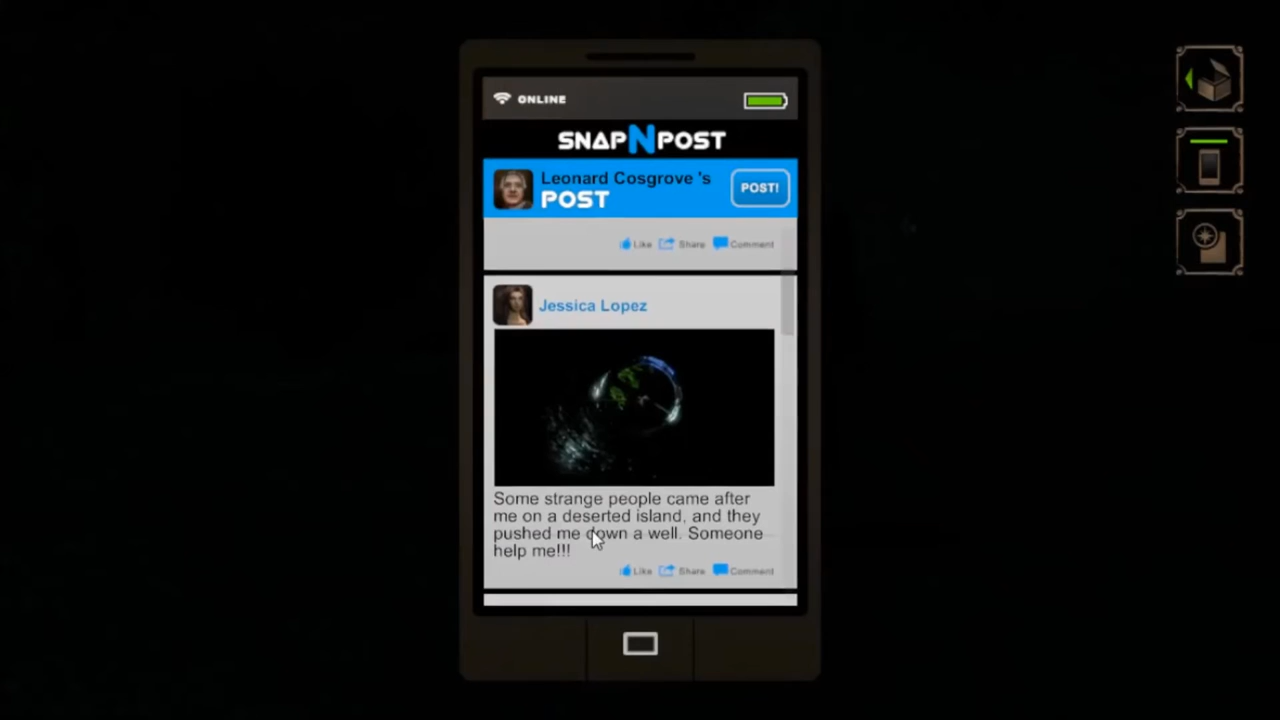 ONLINE
SNAPNPOST
Leonard Cosgrove 's
POST
POST!
Like Share Comment
Jessica Lopez
Some strange people came after
me on a deserted island, and they
pushed me down a well. Someone
help me!!!
Like Share Comment